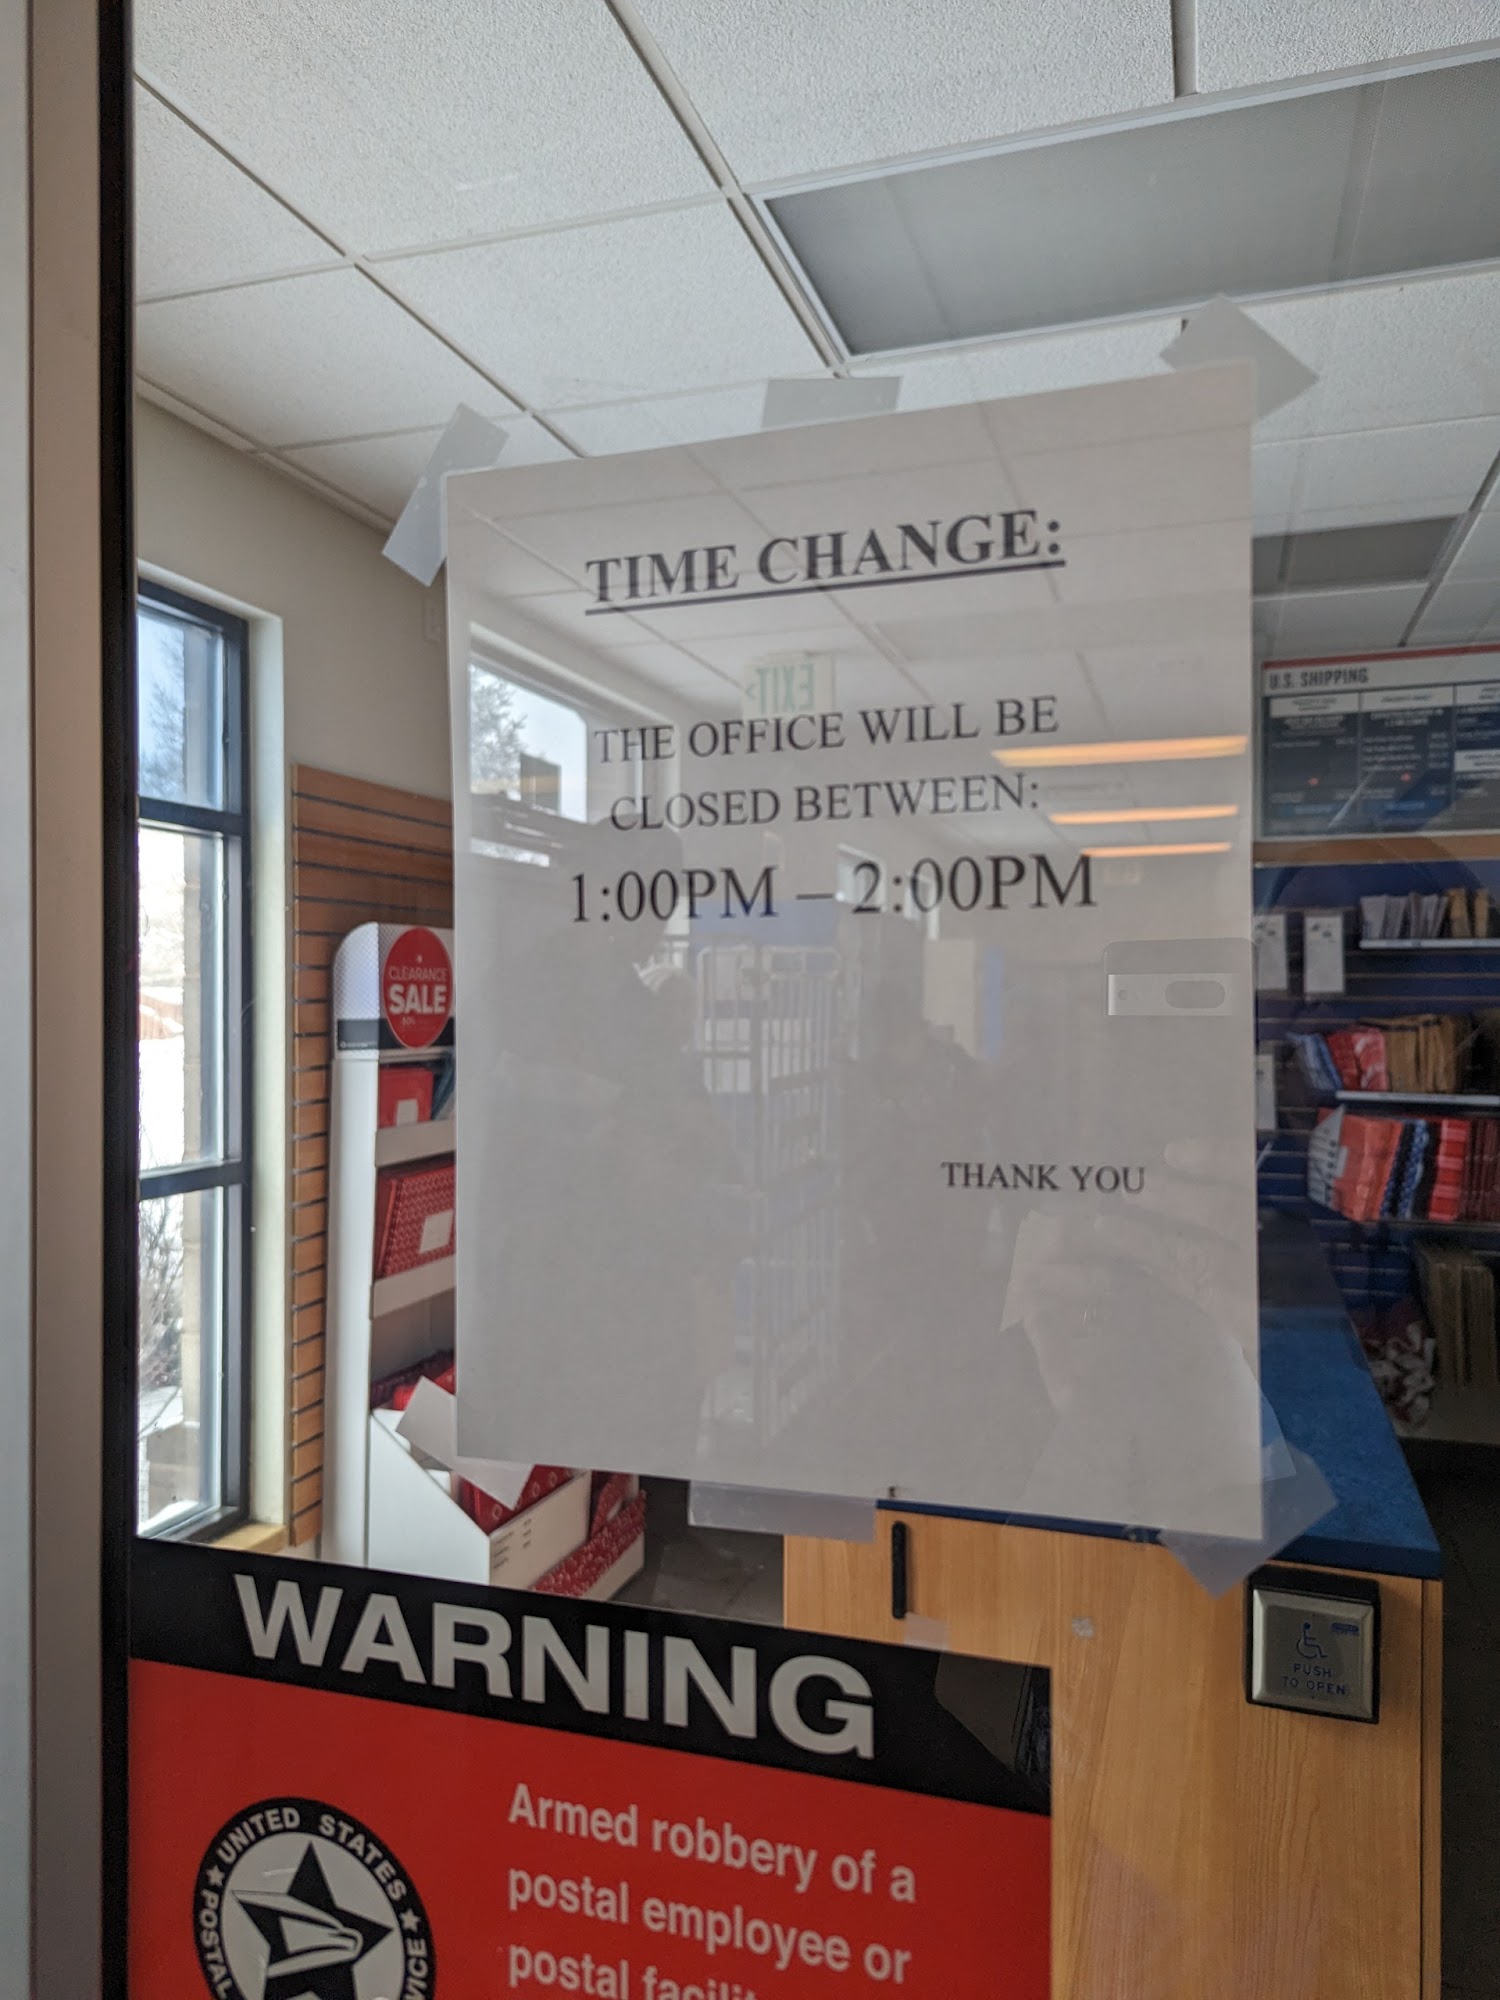 TIME CHANGE:
EXIT
THE OFFICE WILL BE
CLOSED BETWEEN:
1:00PM – 2:00PM
THANK YOU
U.S. SHIPPING
CLEARANCE
SALE
PUSH
TO OPEN
WARNING
UNITED STATES
POSTAL
Armed robbery of a
postal employee or
postal